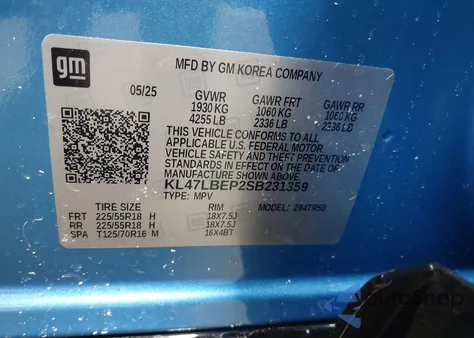 gm
MFD BY GM KOREA COMPANY
05/25 GVWR GAWR FRT GAWR RR
1930 KG 1060 KG 1060 KG
4255 LB 2336 LB 2336 LB
THIS VEHICLE CONFORMS TO ALL
APPLICABLE U.S. FEDERAL MOTOR
VEHICLE SAFETY AND THEFT PREVENTION
STANDARDS IN EFFECT ON THE DATE OF
MANUFACTURE SHOWN ABOVE.
KL47LBEP2SB231359
TYPE: MPV MODEL: 294TR58
TIRE SIZE RIM
FRT 225/55R18 H 18X7.5J
RR 225/55R18 H 18X7.5J
SPA T125/70R16 M 16X4BT